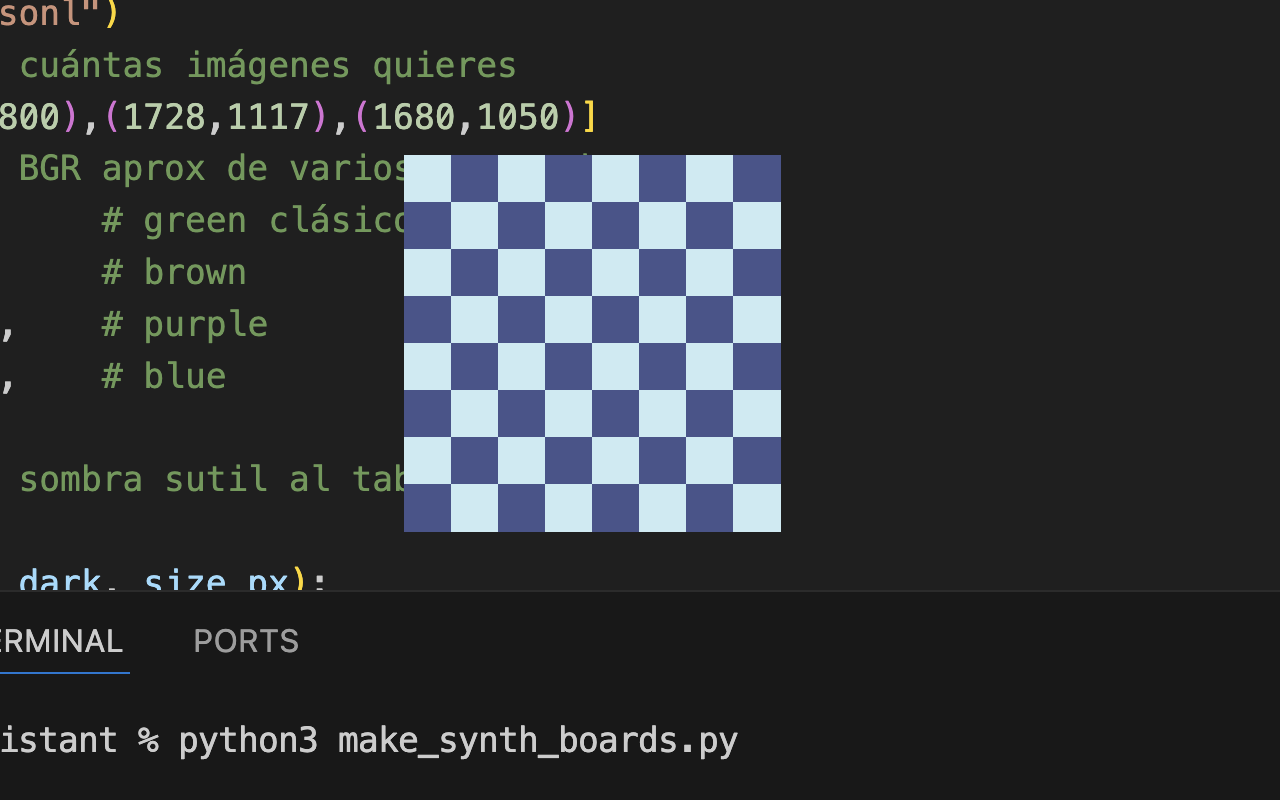 sonl")
cuántas imágenes quieres
800),(1728,1117),(1680,1050)]
BGR aprox de varios
# green clásico
# brown
, # purple
, # blue
sombra sutil al tab
dark, size_px):
ERMINAL PORTS
istant % python3 make_synth_boards.py